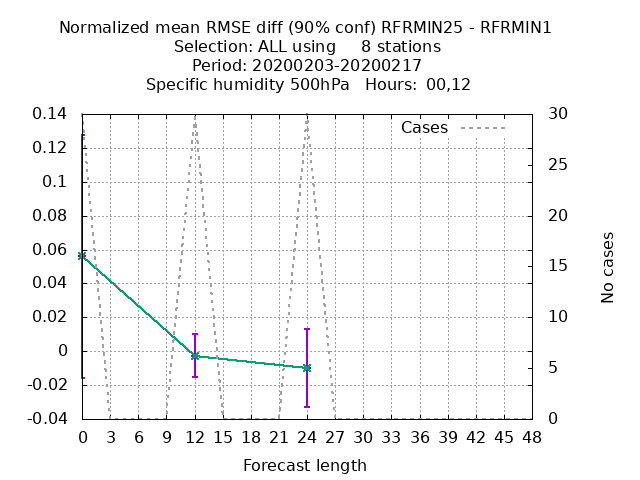 Normalized mean RMSE diff (90% conf) RFRMIN25 - RFRMIN1
Selection: ALL using 8 stations
Period: 20200203-20200217
Specific humidity 500hPa Hours: 00,12
0.14
0.12
0.1
0.08
0.06
0.04
0.02
0
-0.02
-0.04
30
25
20
15
10
5
0
Cases
No cases
0 3 6 9 12 15 18 21 24 27 30 33 36 39 42 45 48
Forecast length